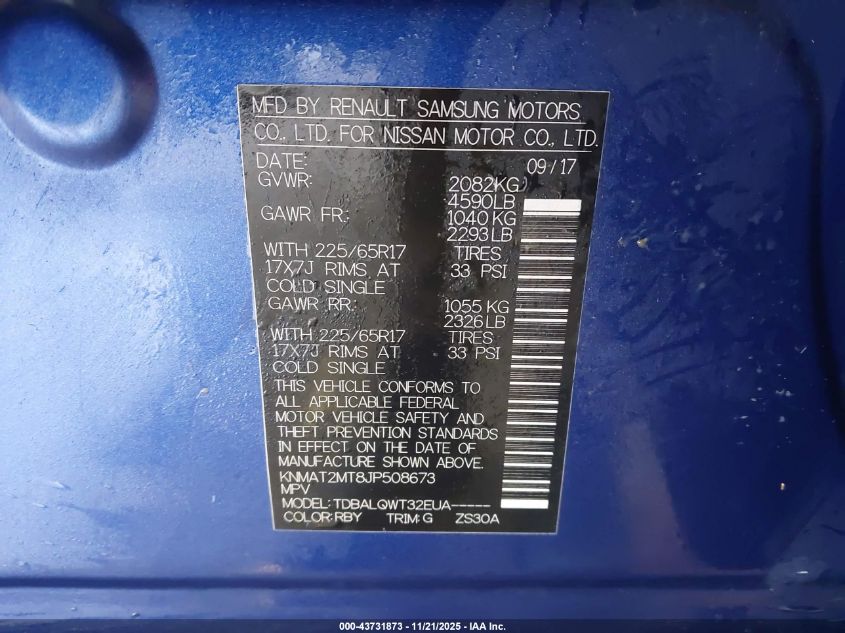 MFD BY RENAULT SAMSUNG MOTORS
CO., LTD. FOR NISSAN MOTOR CO., LTD.
DATE: 09/17
GVWR: 2082KG
4590LB
GAWR FR: 1040 KG
2293 LB
WITH 225/65R17 TIRES
17X7J RIMS AT 33 PSI
COLD SINGLE
GAWR RR: 1055 KG
2326 LB
WITH 225/65R17 TIRES
17X7J RIMS AT 33 PSI
COLD SINGLE
THIS VEHICLE CONFORMS TO
ALL APPLICABLE FEDERAL
MOTOR VEHICLE SAFETY AND
THEFT PREVENTION STANDARDS
IN EFFECT ON THE DATE OF
MANUFACTURE SHOWN ABOVE.
KNMAT2MT8JP508673
MPV
MODEL: TDBALQWT32EUA-----
COLOR: RBY TRIM: G ZS30A
000-43731873 - 11/21/2025 - IAA Inc.